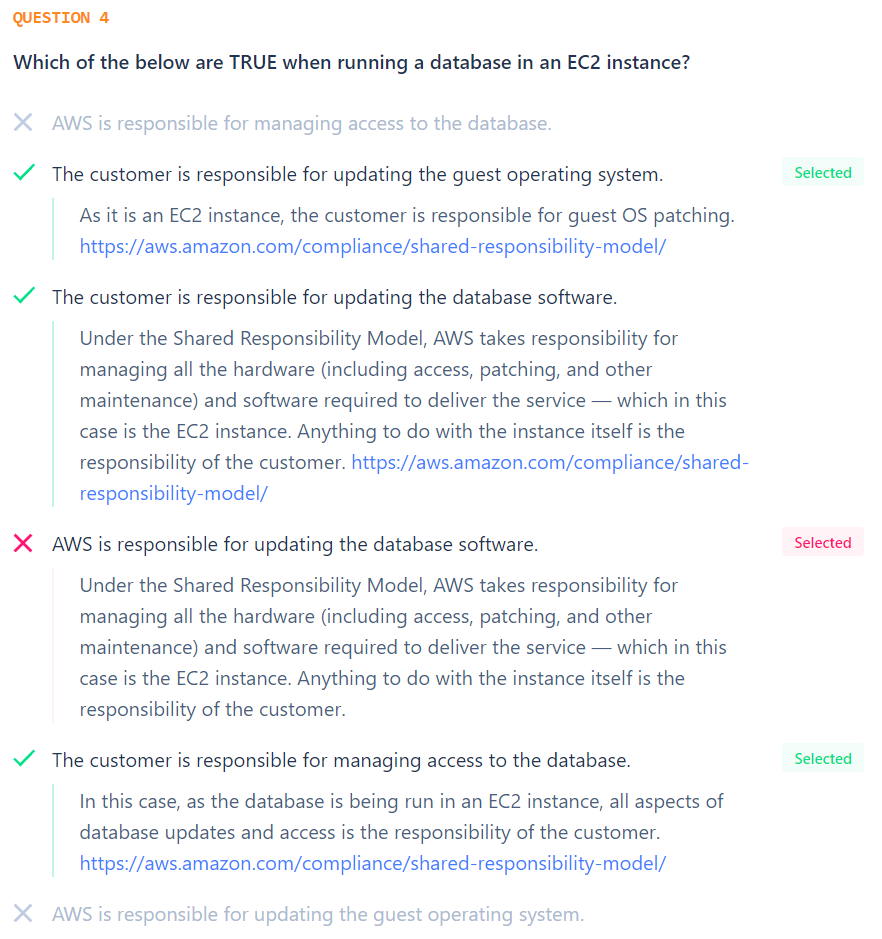 QUESTION 4
Which of the below are TRUE when running a database in an EC2 instance?
AWS is responsible for managing access to the database.
The customer is responsible for updating the guest operating system.
Selected
As it is an EC2 instance, the customer is responsible for guest OS patching.
https://aws.amazon.com/compliance/shared-responsibility-model/
The customer is responsible for updating the database software.
Under the Shared Responsibility Model, AWS takes responsibility for
managing all the hardware (including access, patching, and other
maintenance) and software required to deliver the service — which in this
case is the EC2 instance. Anything to do with the instance itself is the
responsibility of the customer. https://aws.amazon.com/compliance/shared-
responsibility-model/
AWS is responsible for updating the database software.
Selected
Under the Shared Responsibility Model, AWS takes responsibility for
managing all the hardware (including access, patching, and other
maintenance) and software required to deliver the service — which in this
case is the EC2 instance. Anything to do with the instance itself is the
responsibility of the customer.
The customer is responsible for managing access to the database.
Selected
In this case, as the database is being run in an EC2 instance, all aspects of
database updates and access is the responsibility of the customer.
https://aws.amazon.com/compliance/shared-responsibility-model/
AWS is responsible for updating the guest operating system.